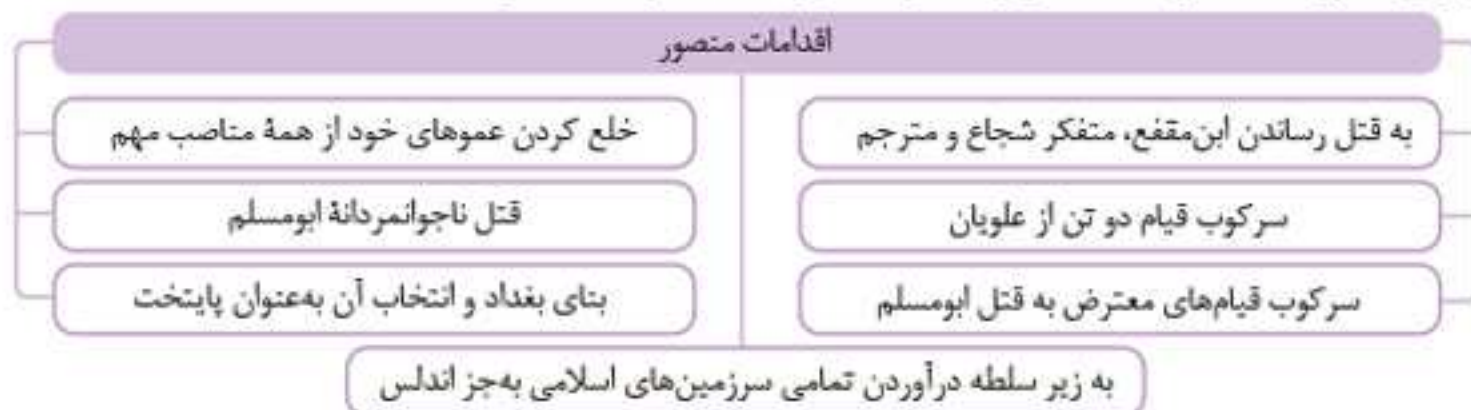 اقدامات منصور
به قتل رساندن ابن‌مقفع، متفکر شجاع و مترجم
خلع کردن عموهای خود از همهٔ مناصب مهم
سرکوب قیام دو تن از علویان
قتل ناجوانمردانهٔ ابومسلم
سرکوب قیام‌های معترض به قتل ابومسلم
بنای بغداد و انتخاب آن به‌عنوان پایتخت
به زیر سلطه درآوردن تمامی سرزمین‌های اسلامی به‌جز اندلس